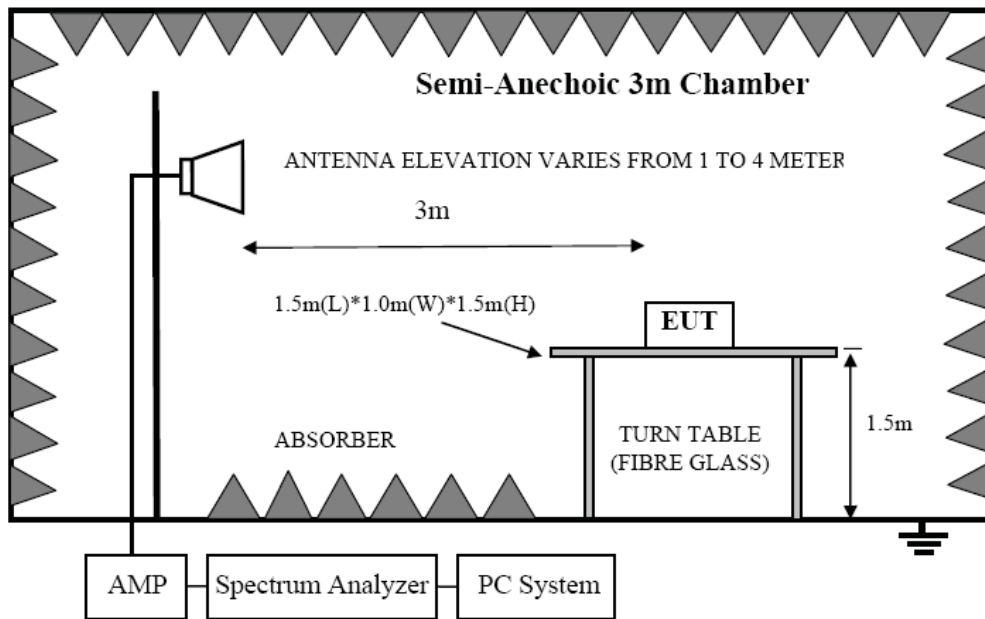 Semi-Anechoic 3m Chamber
ANTENNA ELEVATION VARIES FROM 1 TO 4 METER
3m
1.5m(L)*1.0m(W)*1.5m(H)
EUT
1.5m
ABSORBER
TURN TABLE
(FIBRE GLASS)
AMP
Spectrum Analyzer
PC System